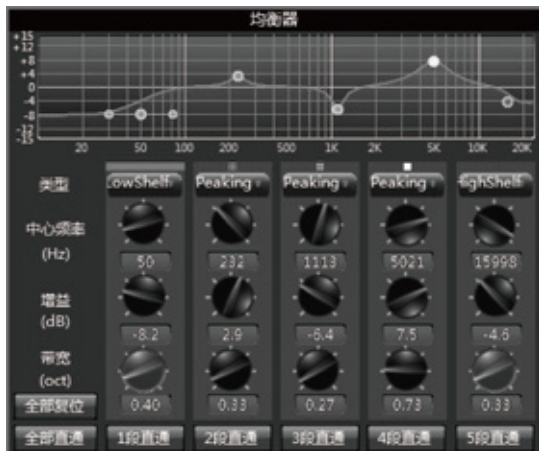 均衡器
+15
+12
+8
+4
0
-4
-8
-12
-15
20 50 100 200 500 1K 2K 5K 10K 20K
类型 LowShelf Peaking Peaking Peaking HighShelf
中心频率
(Hz)
50 232 1113 5021 15998
增益
(dB)
-8.2 2.9 -6.4 7.5 -4.6
带宽
(oct)
全部复位 0.40 0.33 0.27 0.73 0.33
全部直通 1段直通 2段直通 3段直通 4段直通 5段直通